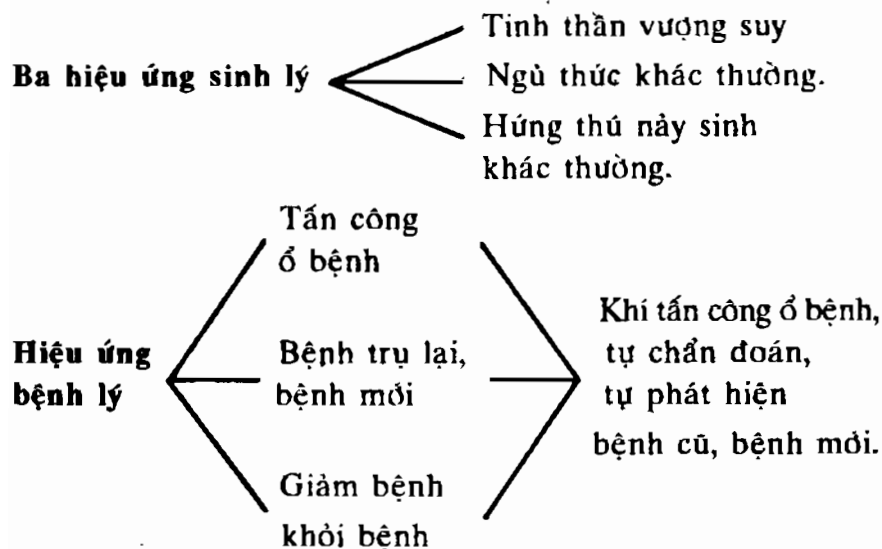 Ba hiệu ứng sinh lý
Tinh thần vượng suy
Ngủ thức khác thường.
Hứng thú nảy sinh
khác thường.
Hiệu ứng
bệnh lý
Tấn công
ổ bệnh
Bệnh trụ lại,
bệnh mới
Giảm bệnh
khỏi bệnh
Khí tấn công ổ bệnh,
tự chẩn đoán,
tự phát hiện
bệnh cũ, bệnh mới.